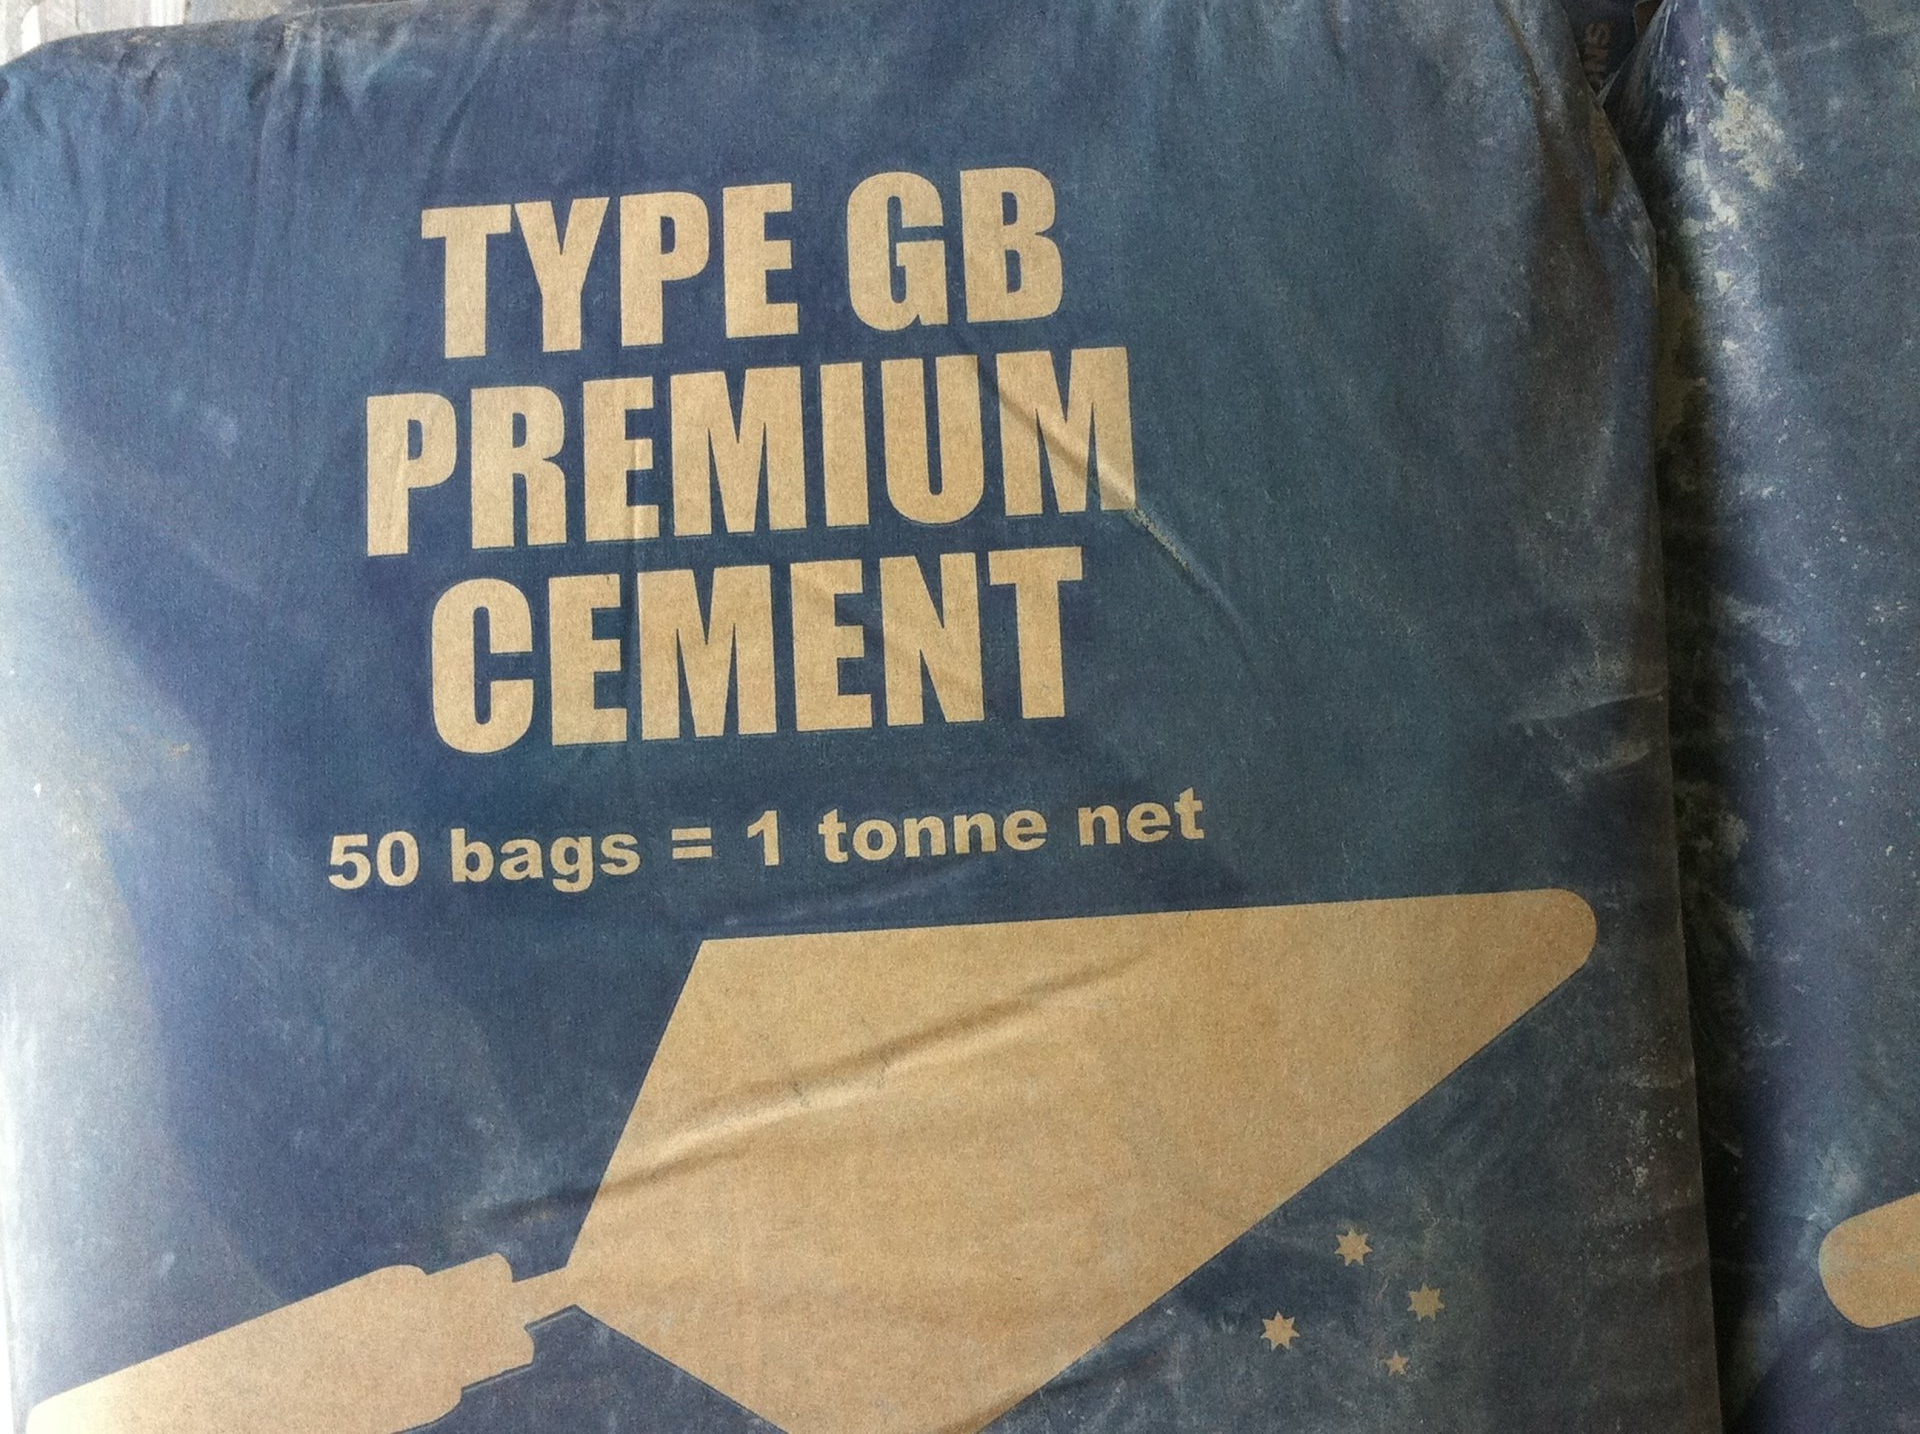 TYPE GB
PREMIUM
CEMENT
50 bags = 1 tonne net